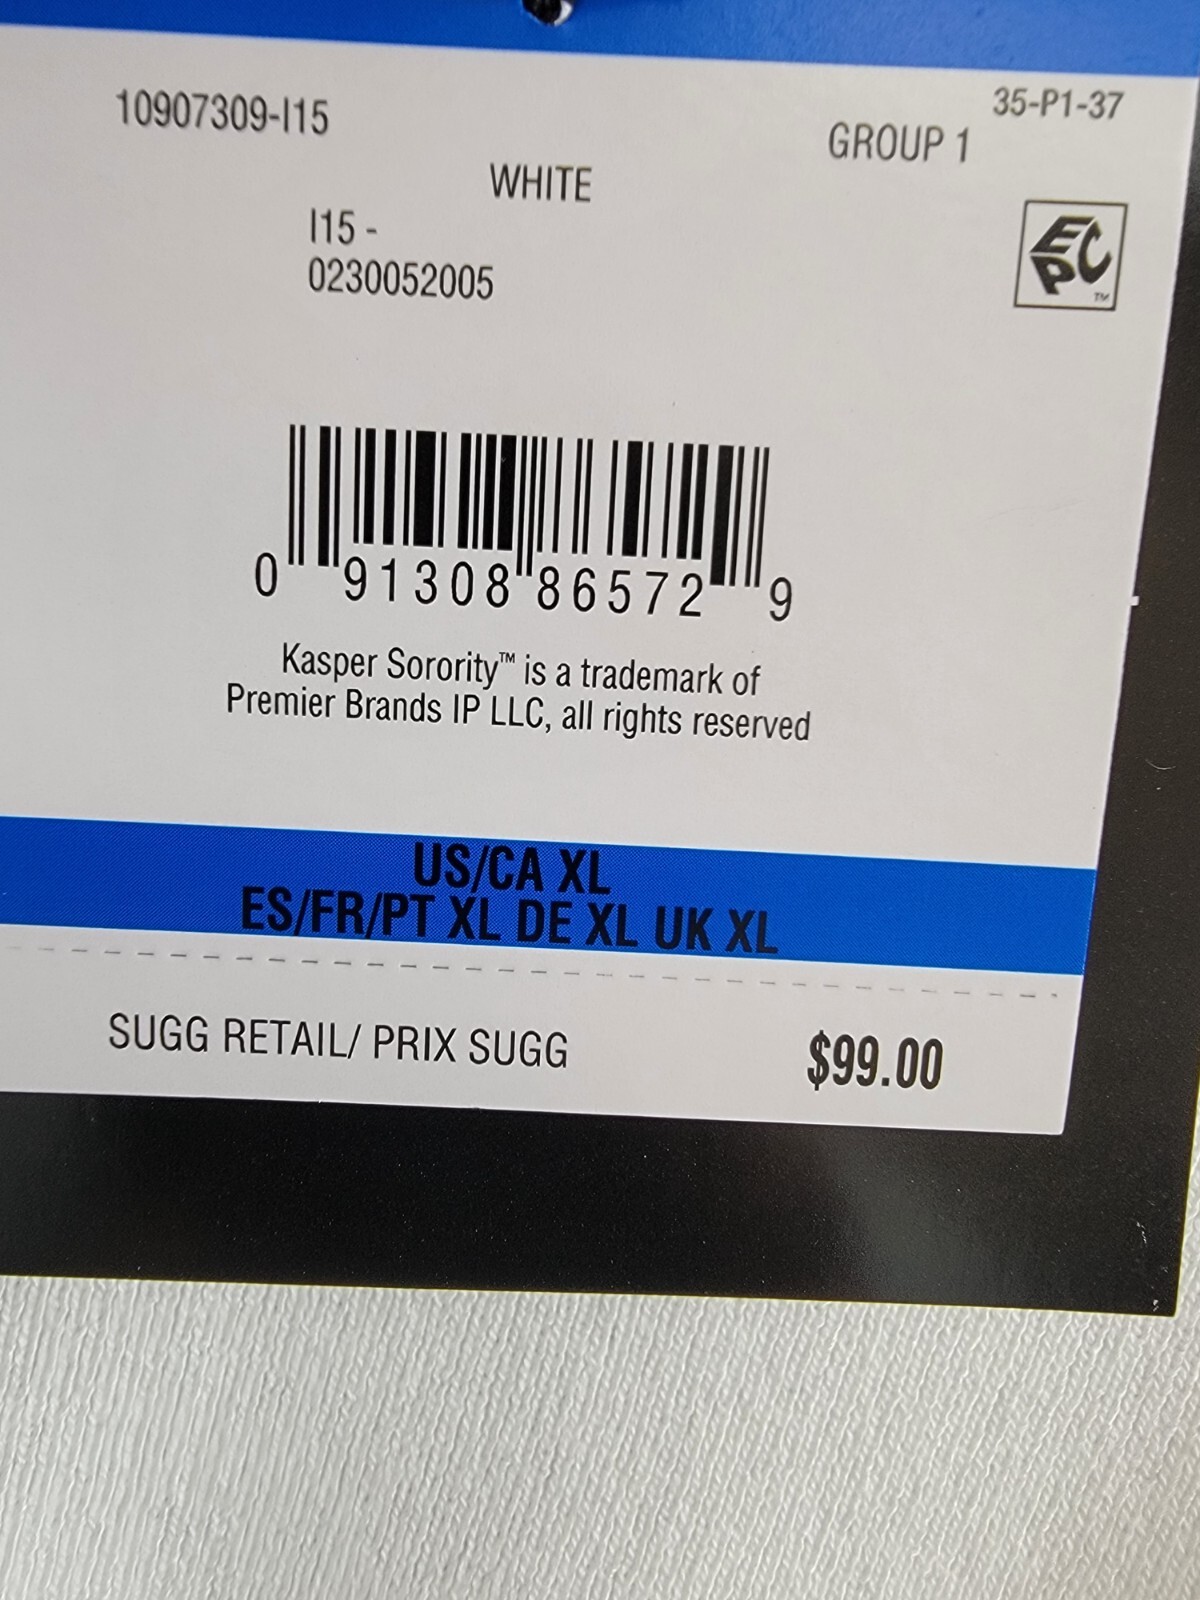 10907309-I15
35-P1-37
GROUP 1
WHITE
I15 -
0230052005
EPC™
0 91308 86572 9
Kasper Sorority™ is a trademark of
Premier Brands IP LLC, all rights reserved
US/CA XL
ES/FR/PT XL DE XL UK XL
SUGG RETAIL/ PRIX SUGG $99.00